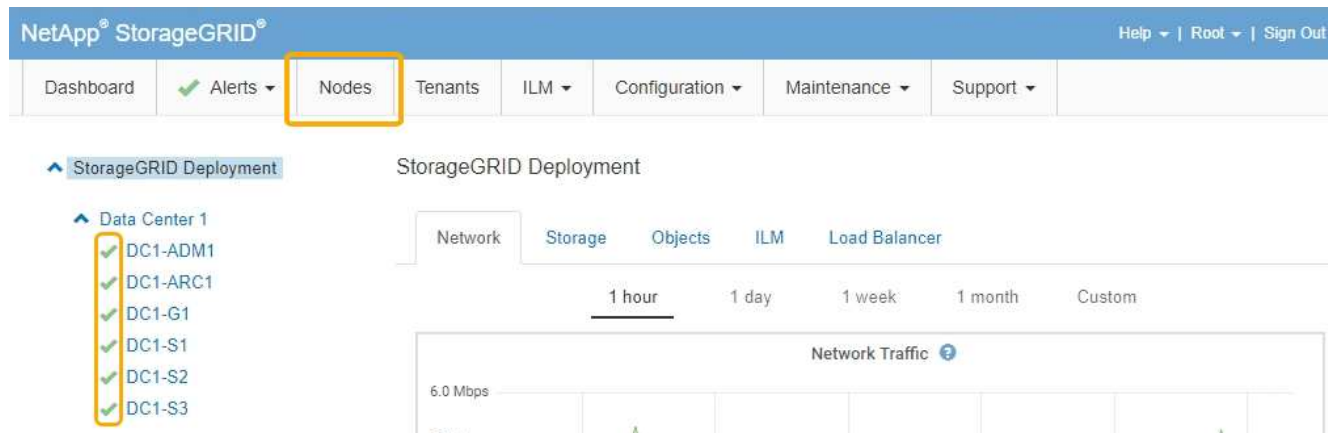 NetApp® StorageGRID®
Help | Root | Sign Out
Dashboard Alerts Nodes Tenants ILM Configuration Maintenance Support
StorageGRID Deployment
StorageGRID Deployment
Data Center 1
Network Storage Objects ILM Load Balancer
DC1-ADM1
DC1-ARC1
1 hour 1 day 1 week 1 month Custom
DC1-G1
DC1-S1
Network Traffic
DC1-S2
6.0 Mbps
DC1-S3